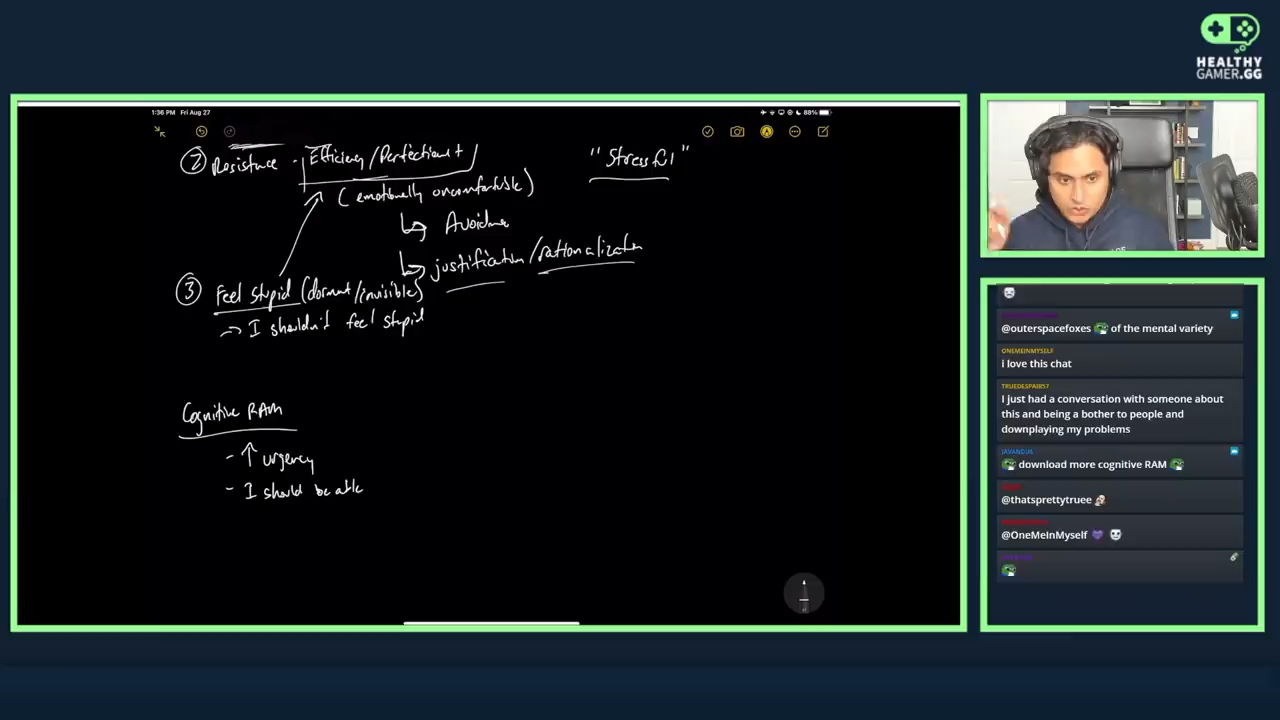 HEALTHY
GAMER.GG
1:36 PM Fri Aug 27
88%
② Resistance - Efficiency/Perfectionist
"Stressful"
(emotionally uncomfortable)
↳ Avoidance
↳ justification/rationalization
③ Feel stupid (dormant/invisible)
→ I shouldn't feel stupid
Cognitive RAM
- ↑ urgency
- I should be able
@outerspacefoxes of the mental variety
ONEMEINMYSELF
i love this chat
TRUEDESPAIR57
I just had a conversation with someone about
this and being a bother to people and
downplaying my problems
download more cognitive RAM
@thatsprettytruee
@OneMeInMyself